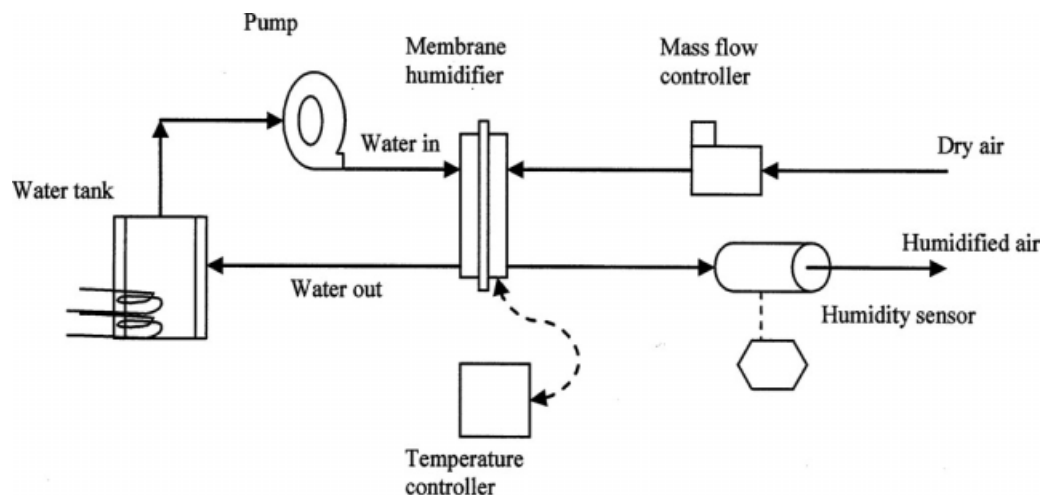 Pump
Membrane
humidifier
Mass flow
controller
Water in
Dry air
Water tank
Water out
Humidified air
Humidity sensor
Temperature
controller